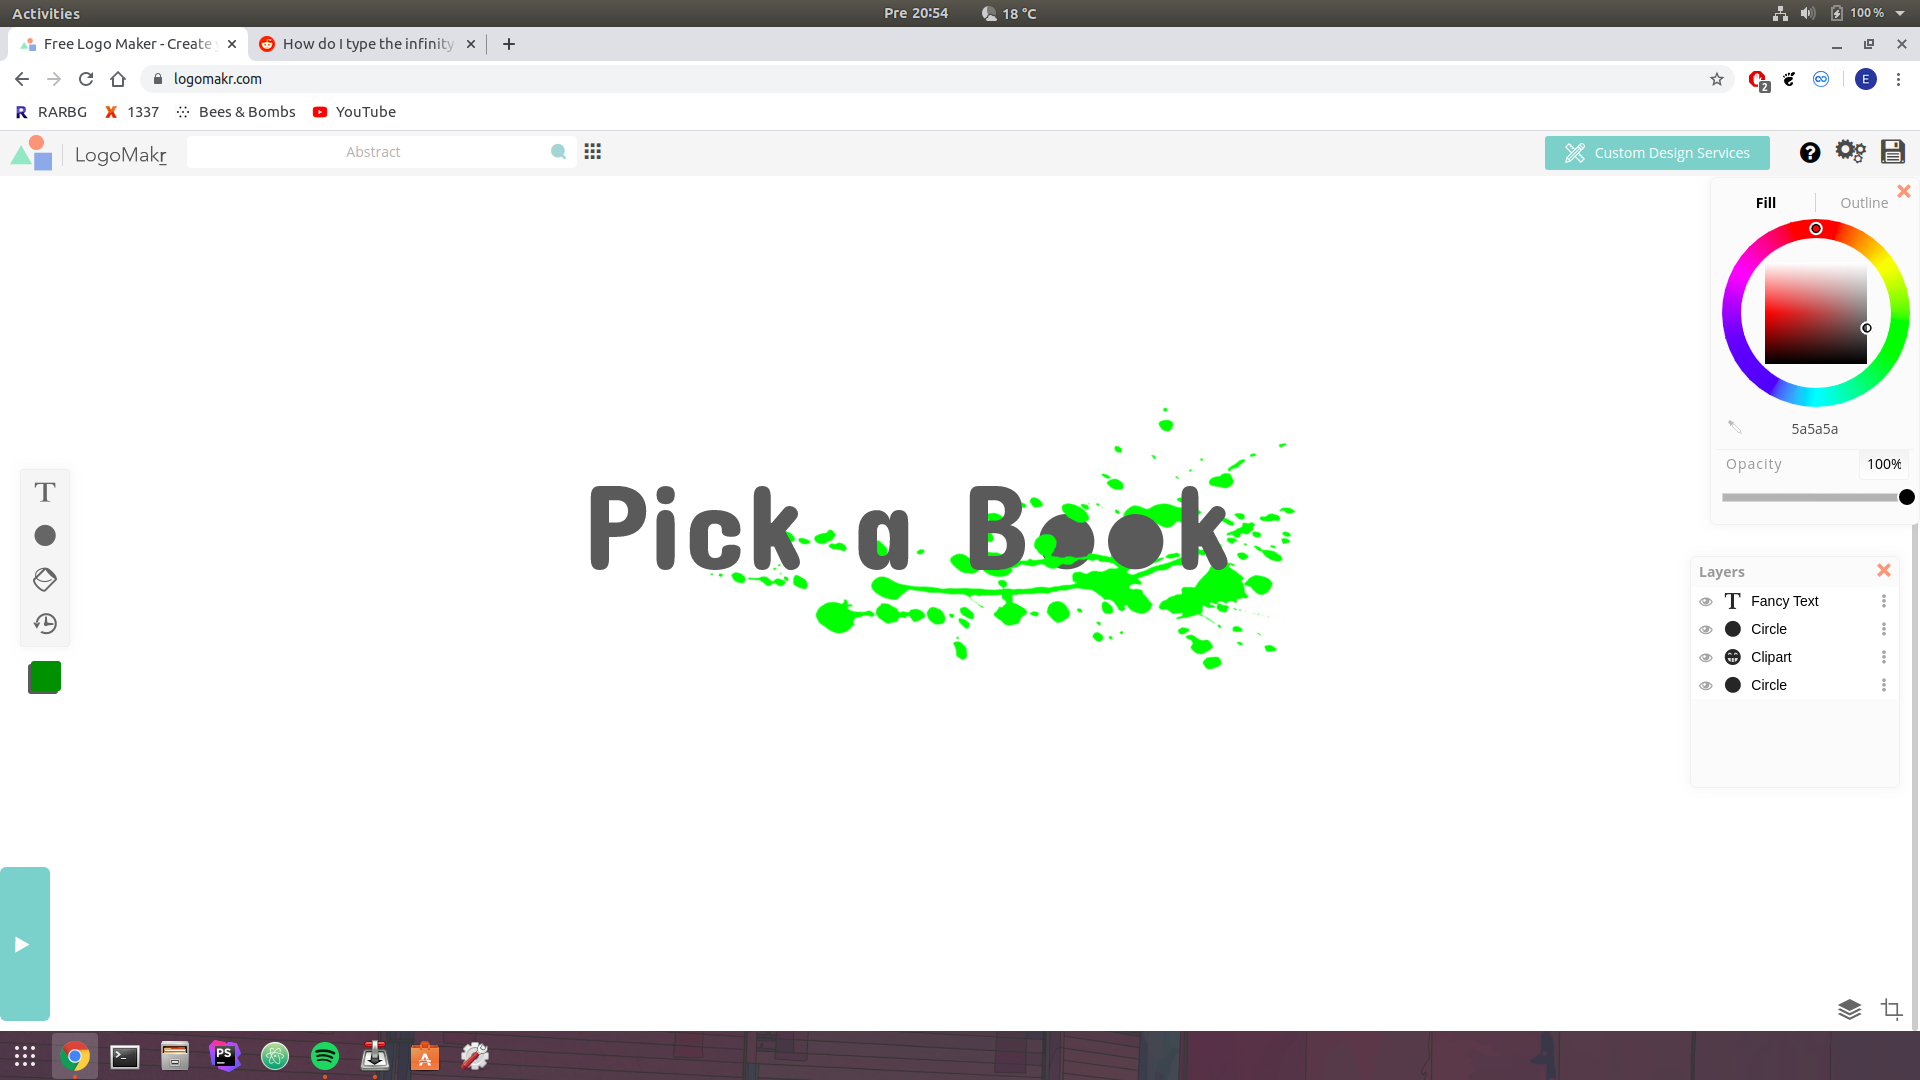 Activities
Pre 20:54
18 °C
100 %
Free Logo Maker - Create
How do I type the infinity
logomakr.com
2
E
R RARBG
X 1337
Bees & Bombs
YouTube
LogoMakr
Abstract
Custom Design Services
?
Fill
Outline
5a5a5a
Opacity
100%
T
Pick a Book
Layers
T Fancy Text
Circle
Clipart
Circle
PS
A